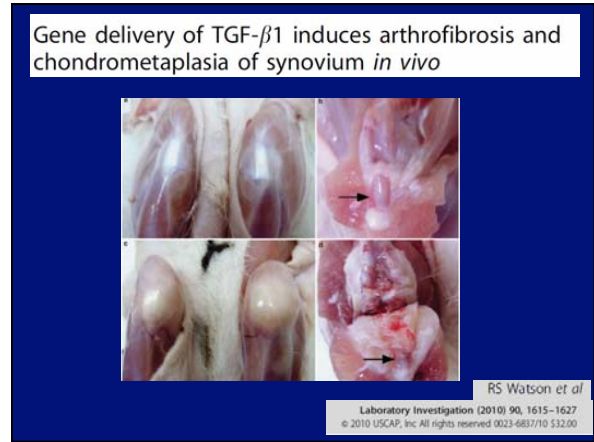 Gene delivery of TGF-β1 induces arthrofibrosis and
chondrometaplasia of synovium in vivo
a
b
c
d
RS Watson et al
Laboratory Investigation (2010) 90, 1615–1627
© 2010 USCAP, Inc All rights reserved 0023-6837/10 $32.00